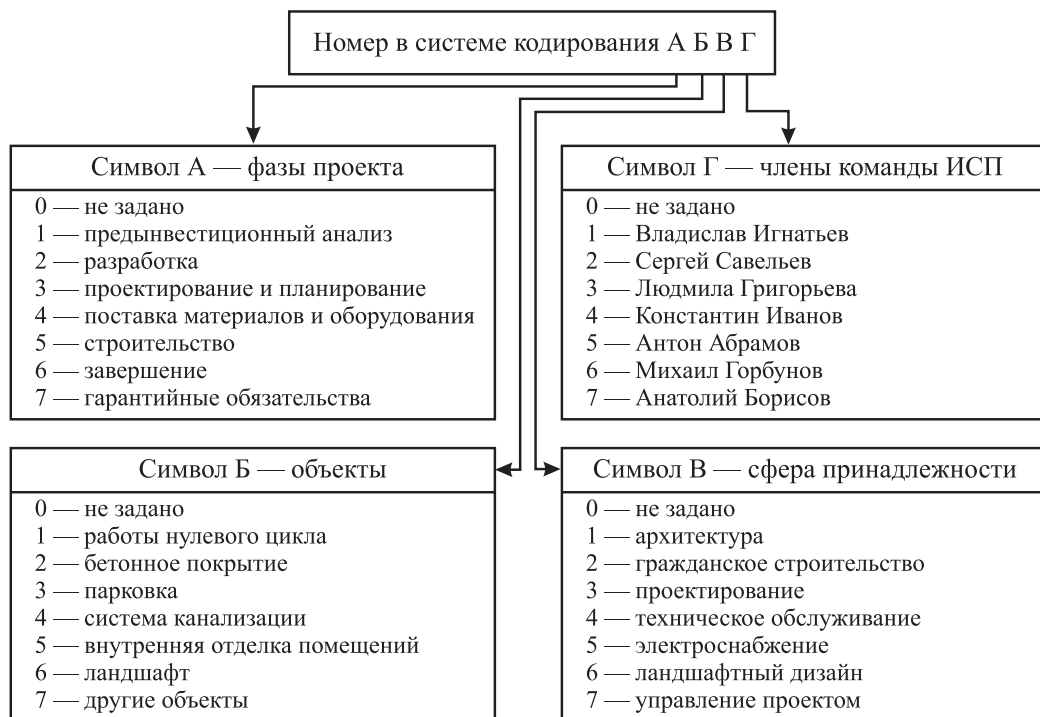 Номер в системе кодирования А Б В Г
Символ А — фазы проекта
0 — не задано
1 — предынвестиционный анализ
2 — разработка
3 — проектирование и планирование
4 — поставка материалов и оборудования
5 — строительство
6 — завершение
7 — гарантийные обязательства
Символ Г — члены команды ИСП
0 — не задано
1 — Владислав Игнатьев
2 — Сергей Савельев
3 — Людмила Григорьева
4 — Константин Иванов
5 — Антон Абрамов
6 — Михаил Горбунов
7 — Анатолий Борисов
Символ Б — объекты
0 — не задано
1 — работы нулевого цикла
2 — бетонное покрытие
3 — парковка
4 — система канализации
5 — внутренняя отделка помещений
6 — ландшафт
7 — другие объекты
Символ В — сфера принадлежности
0 — не задано
1 — архитектура
2 — гражданское строительство
3 — проектирование
4 — техническое обслуживание
5 — электроснабжение
6 — ландшафтный дизайн
7 — управление проектом